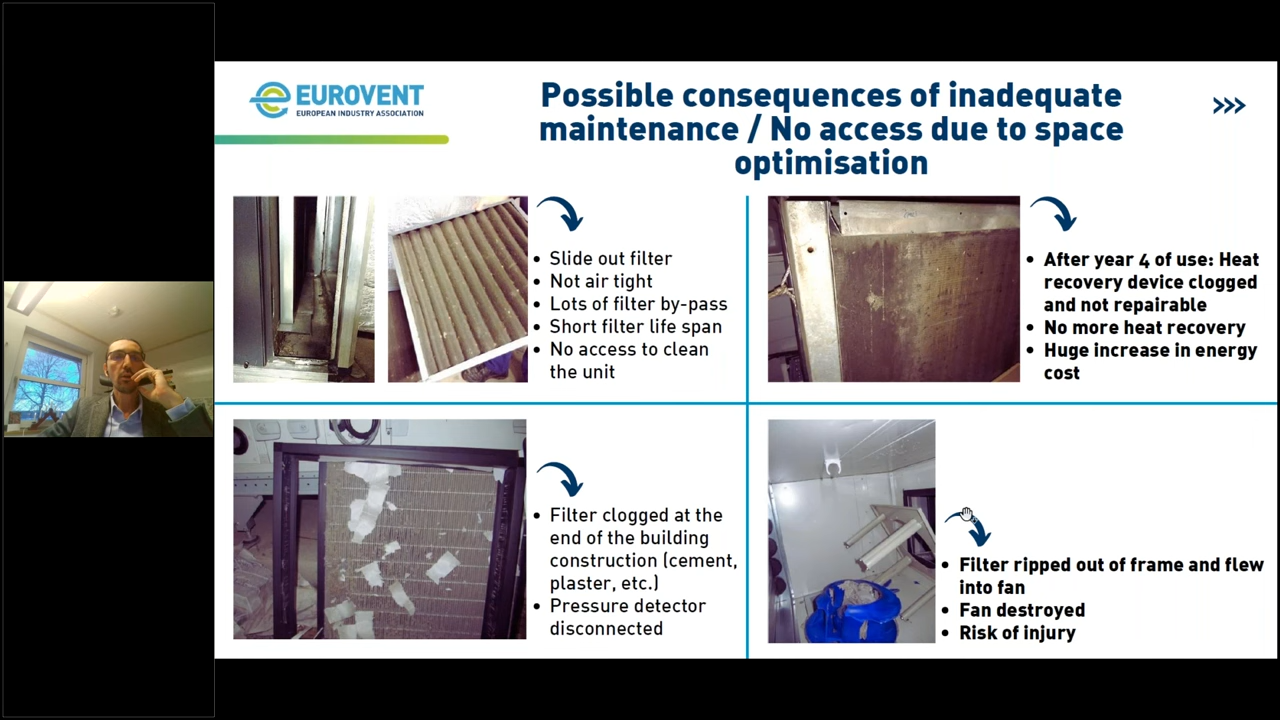 EUROVENT
EUROPEAN INDUSTRY ASSOCIATION
Possible consequences of inadequate
maintenance / No access due to space
optimisation
• Slide out filter
• Not air tight
• Lots of filter by-pass
• Short filter life span
• No access to clean
the unit
• After year 4 of use: Heat
recovery device clogged
and not repairable
• No more heat recovery
• Huge increase in energy
cost
• Filter clogged at the
end of the building
construction (cement,
plaster, etc.)
• Pressure detector
disconnected
• Filter ripped out of frame and flew
into fan
• Fan destroyed
• Risk of injury